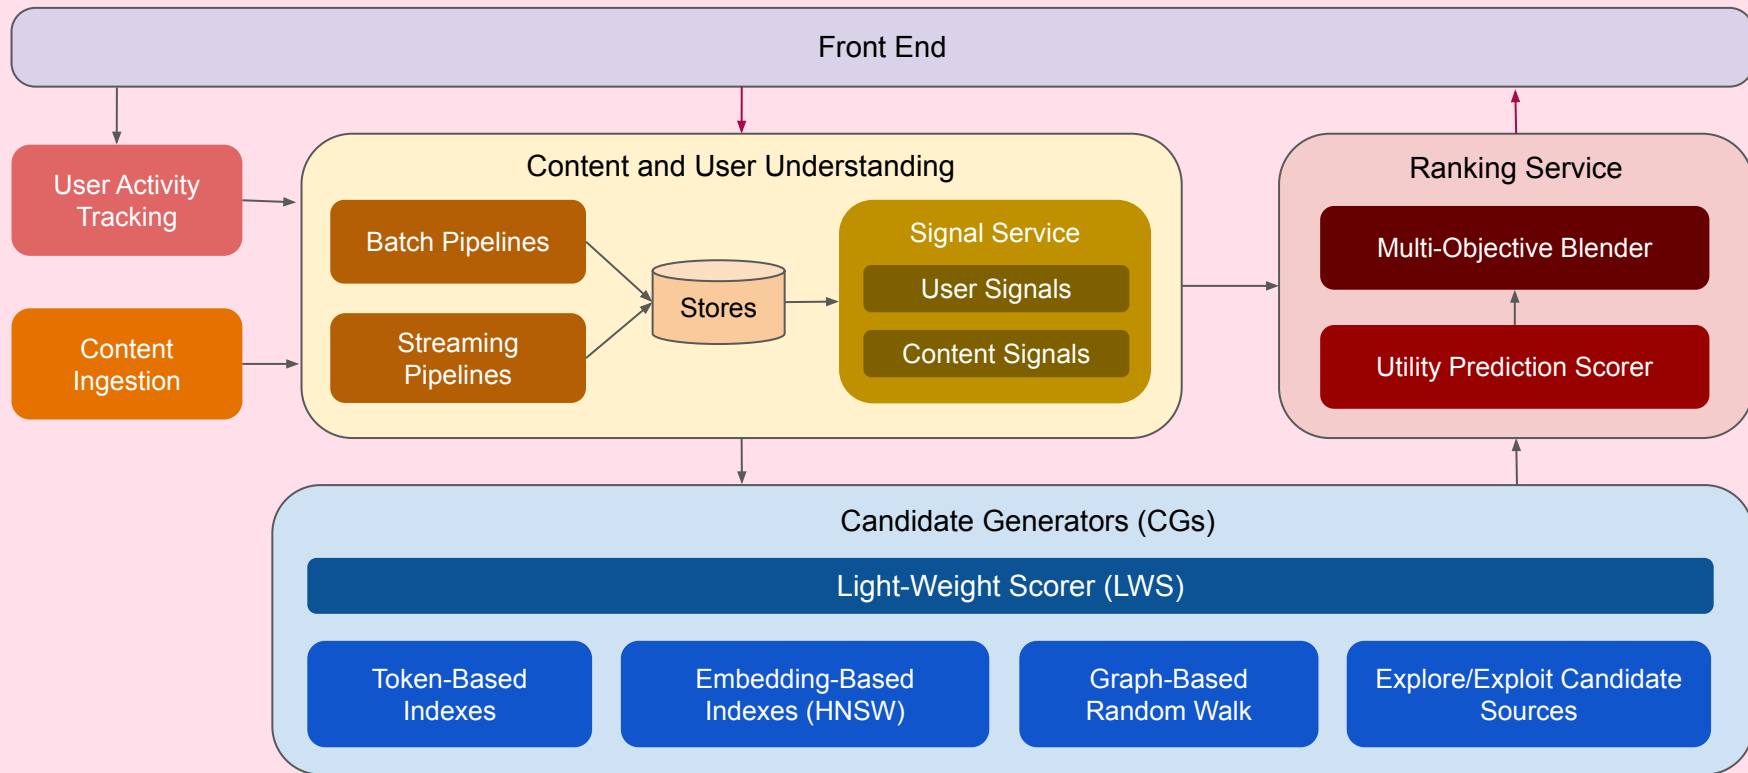 Front End
User Activity
Tracking
Content
Ingestion
Content and User Understanding
Batch Pipelines
Streaming
Pipelines
Stores
Signal Service
User Signals
Content Signals
Ranking Service
Multi-Objective Blender
Utility Prediction Scorer
Candidate Generators (CGs)
Light-Weight Scorer (LWS)
Token-Based
Indexes
Embedding-Based
Indexes (HNSW)
Graph-Based
Random Walk
Explore/Exploit Candidate
Sources